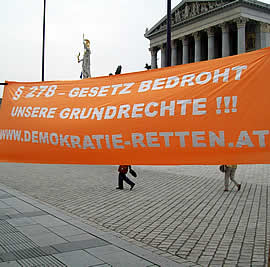 § 278 – GESETZ BEDROHT
UNSERE GRUNDRECHTE !!!
WWW.DEMOKRATIE-RETTEN.AT